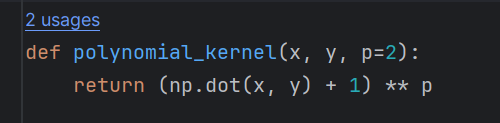 2 usages
def polynomial_kernel(x, y, p=2):
    return (np.dot(x, y) + 1) ** p